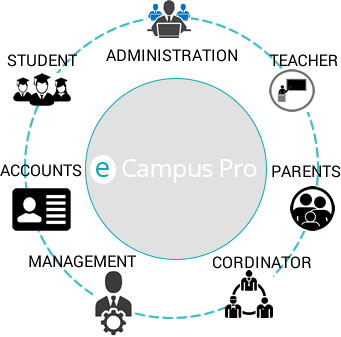 ADMINISTRATION
STUDENT
TEACHER
ACCOUNTS
e Campus Pro
PARENTS
MANAGEMENT
CORDINATOR